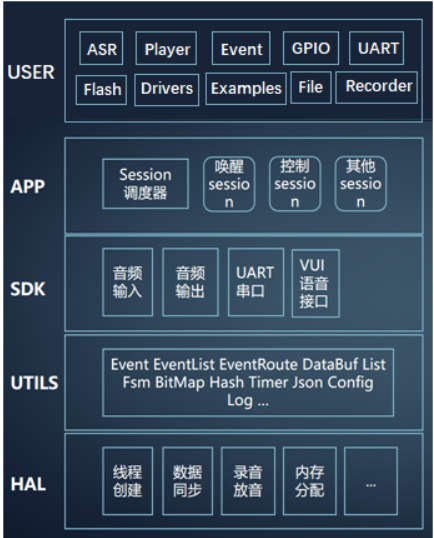 USER
ASR Player Event GPIO UART
Flash Drivers Examples File Recorder
APP
Session
调度器
唤醒
sessio
n
控制
sessio
n
其他
sessio
n
SDK
音频
输入
音频
输出
UART
串口
VUI
语音
接口
UTILS
Event EventList EventRoute DataBuf List
Fsm BitMap Hash Timer Json Config
Log ...
HAL
线程
创建
数据
同步
录音
放音
内存
分配
...